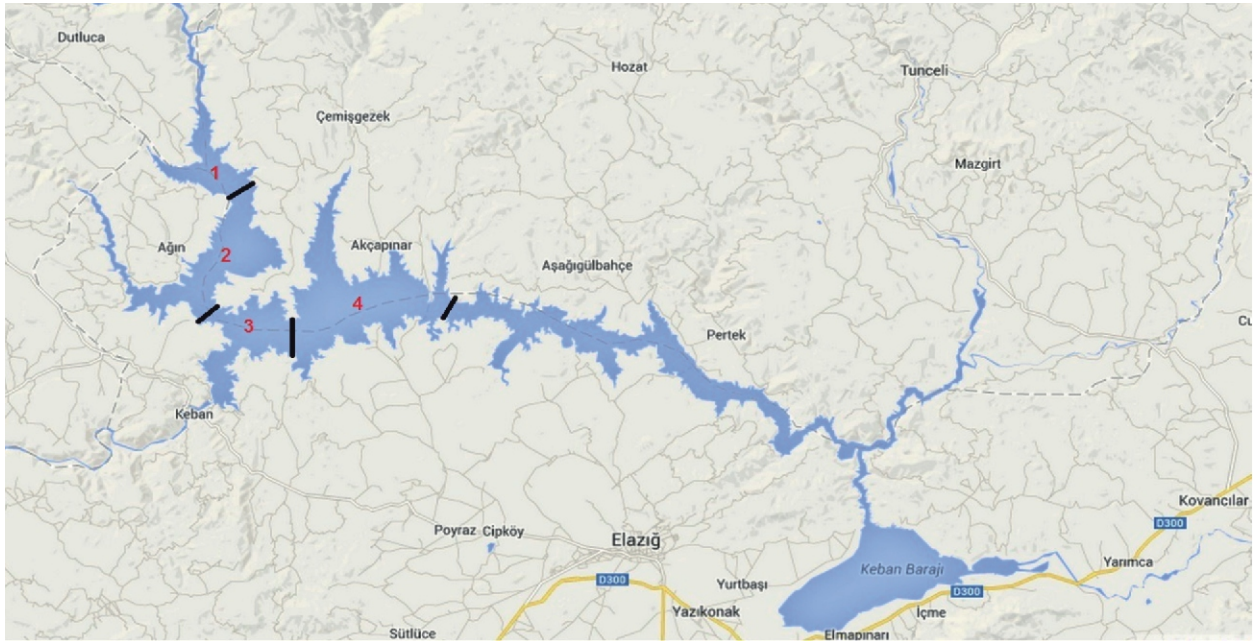 Dutluca
Hozat
Tunceli
Çemişgezek
Mazgirt
1
Ağın
2
Akçapınar
Aşağıgülbahçe
4
3
Pertek
Cu
Keban
Kovancılar
D300
Poyraz Cipköy
Elazığ
Keban Barajı
Yarımca
D300
Yurtbaşı
D300
Yazıkonak
İçme
Sütlüce
Elmapınarı